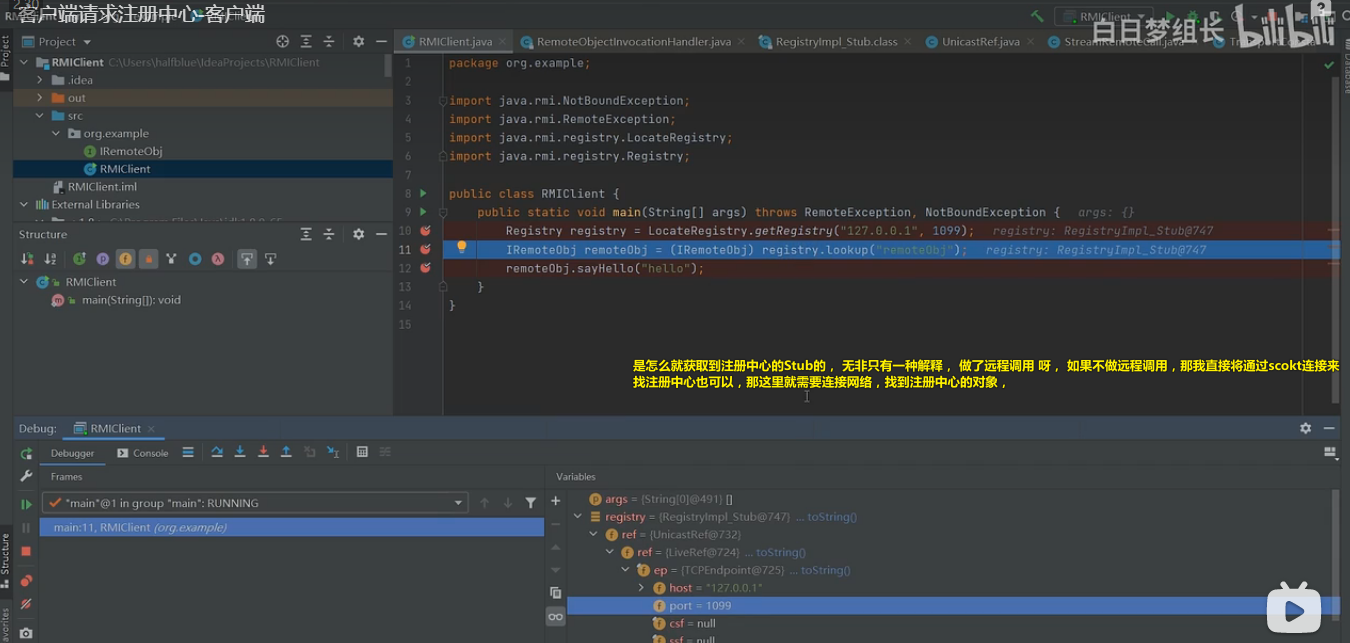 客户端请求注册中心-客户端
白日梦组长 bilibili
RMIClient
Project
RMIClient C:\Users\halfblue\IdeaProjects\RMIClient
.idea
out
src
org.example
IRemoteObj
RMIClient
RMIClient.iml
External Libraries
Structure
RMIClient
main(String[]): void
RMIClient.java
RemoteObjectInvocationHandler.java
RegistryImpl_Stub.class
UnicastRef.java
StreamRemoteCall.java
1 package org.example;
2
3 import java.rmi.NotBoundException;
4 import java.rmi.RemoteException;
5 import java.rmi.registry.LocateRegistry;
6 import java.rmi.registry.Registry;
7
8 public class RMIClient {
9 public static void main(String[] args) throws RemoteException, NotBoundException { args: {}
10 Registry registry = LocateRegistry.getRegistry("127.0.0.1", 1099); registry: RegistryImpl_Stub@747
11 IRemoteObj remoteObj = (IRemoteObj) registry.lookup("remoteObj"); registry: RegistryImpl_Stub@747
12 remoteObj.sayHello("hello");
13 }
14 }
15
是怎么就获取到注册中心的Stub的， 无非只有一种解释， 做了远程调用 呀， 如果不做远程调用，那我直接将通过scokt连接来
找注册中心也可以，那这里就需要连接网络，找到注册中心的对象，
Debug: RMIClient
Debugger Console
Frames
"main"@1 in group "main": RUNNING
main:11, RMIClient (org.example)
Variables
args = {String[0]@491} []
registry = {RegistryImpl_Stub@747} ... toString()
ref = {UnicastRef@732}
ref = {LiveRef@724} ... toString()
ep = {TCPEndpoint@725} ... toString()
host = "127.0.0.1"
port = 1099
csf = null
ssf = null
Project
Structure